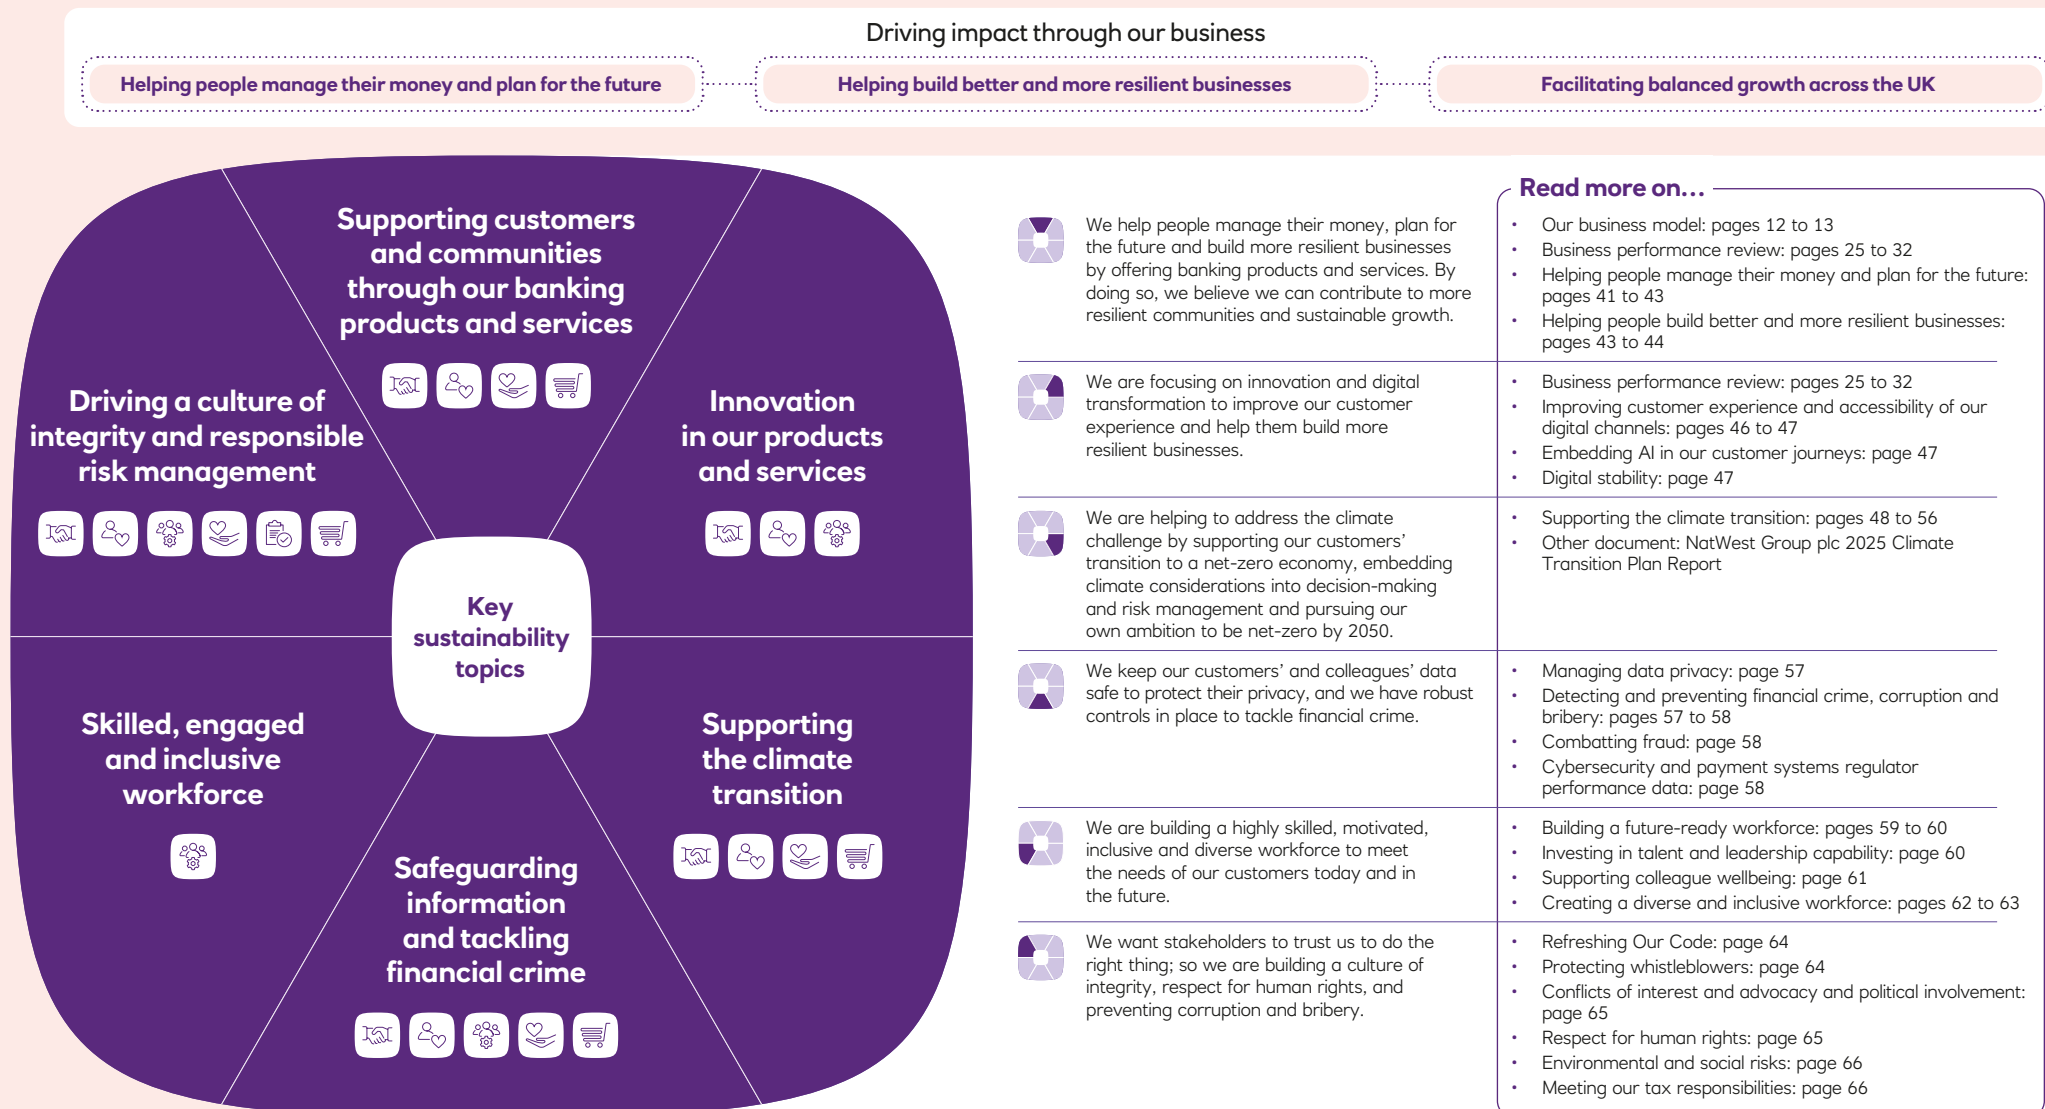 Driving impact through our business
Helping people manage their money and plan for the future
Helping build better and more resilient businesses
Facilitating balanced growth across the UK
Supporting customers
and communities
through our banking
products and services
Driving a culture of
integrity and responsible
risk management
Innovation
in our products
and services
Key
sustainability
topics
Skilled, engaged
and inclusive
workforce
Supporting
the climate
transition
Safeguarding
information
and tackling
financial crime
Read more on...
We help people manage their money, plan for
the future and build more resilient businesses
by offering banking products and services. By
doing so, we believe we can contribute to more
resilient communities and sustainable growth.
• Our business model: pages 12 to 13
• Business performance review: pages 25 to 32
• Helping people manage their money and plan for the future:
pages 41 to 43
• Helping people build better and more resilient businesses:
pages 43 to 44
We are focusing on innovation and digital
transformation to improve our customer
experience and help them build more
resilient businesses.
• Business performance review: pages 25 to 32
• Improving customer experience and accessibility of our
digital channels: pages 46 to 47
• Embedding AI in our customer journeys: page 47
• Digital stability: page 47
We are helping to address the climate
challenge by supporting our customers’
transition to a net-zero economy, embedding
climate considerations into decision-making
and risk management and pursuing our
own ambition to be net-zero by 2050.
• Supporting the climate transition: pages 48 to 56
• Other document: NatWest Group plc 2025 Climate
Transition Plan Report
We keep our customers’ and colleagues’ data
safe to protect their privacy, and we have robust
controls in place to tackle financial crime.
• Managing data privacy: page 57
• Detecting and preventing financial crime, corruption and
bribery: pages 57 to 58
• Combatting fraud: page 58
• Cybersecurity and payment systems regulator
performance data: page 58
We are building a highly skilled, motivated,
inclusive and diverse workforce to meet
the needs of our customers today and in
the future.
• Building a future-ready workforce: pages 59 to 60
• Investing in talent and leadership capability: page 60
• Supporting colleague wellbeing: page 61
• Creating a diverse and inclusive workforce: pages 62 to 63
We want stakeholders to trust us to do the
right thing; so we are building a culture of
integrity, respect for human rights, and
preventing corruption and bribery.
• Refreshing Our Code: page 64
• Protecting whistleblowers: page 64
• Conflicts of interest and advocacy and political involvement:
page 65
• Respect for human rights: page 65
• Environmental and social risks: page 66
• Meeting our tax responsibilities: page 66